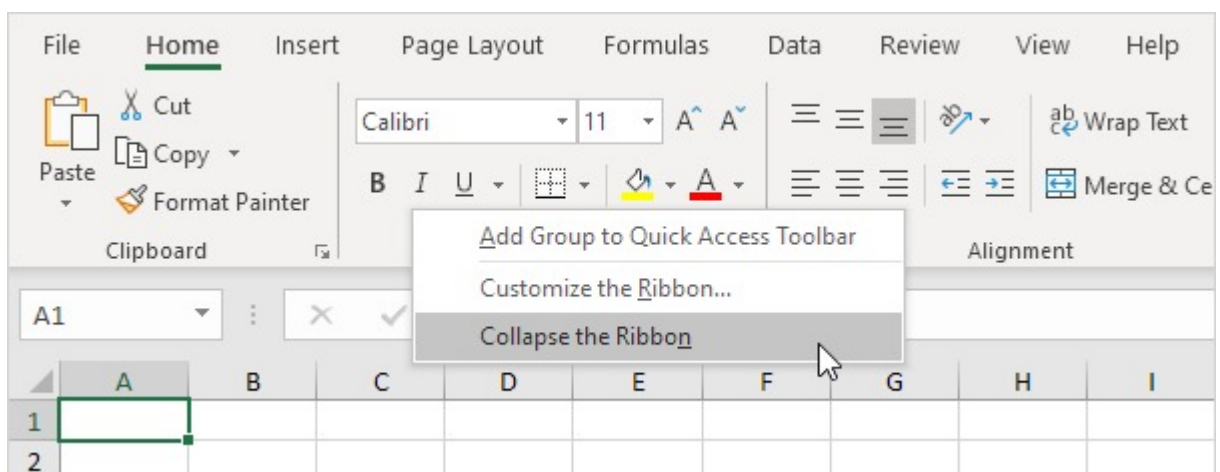 File Home Insert Page Layout Formulas Data Review View Help
Cut
Calibri 11 A A ab Wrap Text
Copy
Paste
B I U A Merge & Ce
Format Painter
Clipboard
Alignment
Add Group to Quick Access Toolbar
Customize the Ribbon...
Collapse the Ribbon
A1
A B C D E F G H I
1
2